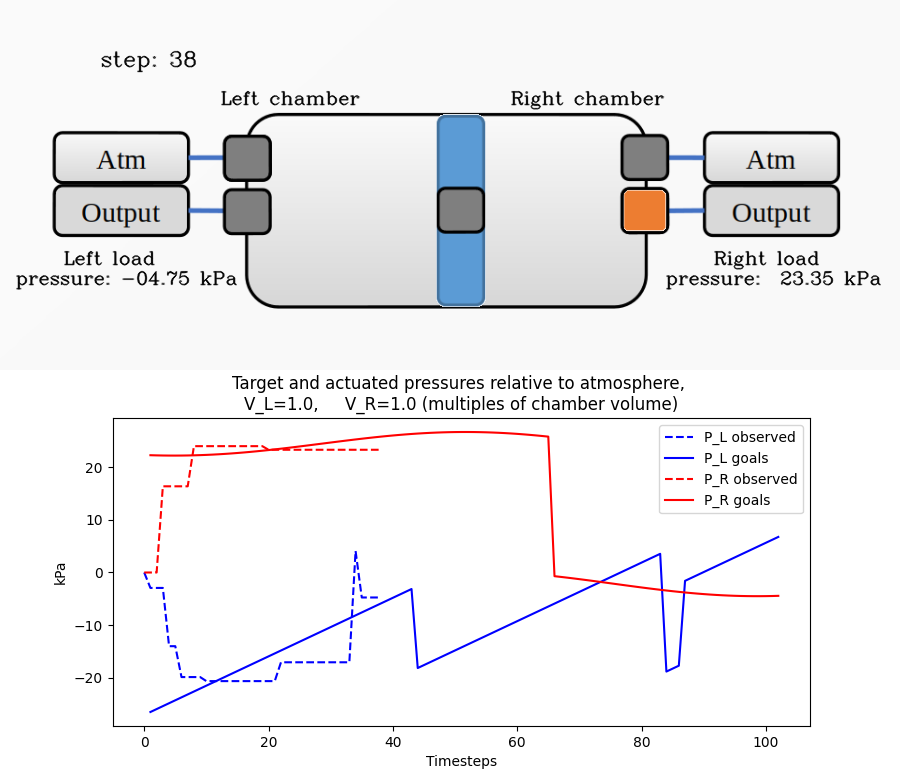 step: 38
Left chamber
Right chamber
Atm
Atm
Output
Output
Left load
pressure: -04.75 kPa
Right load
pressure:  23.35 kPa
Target and actuated pressures relative to atmosphere,
V_L=1.0,     V_R=1.0 (multiples of chamber volume)
P_L observed
P_L goals
P_R observed
P_R goals
kPa
20
10
0
−10
−20
0
20
40
60
80
100
Timesteps